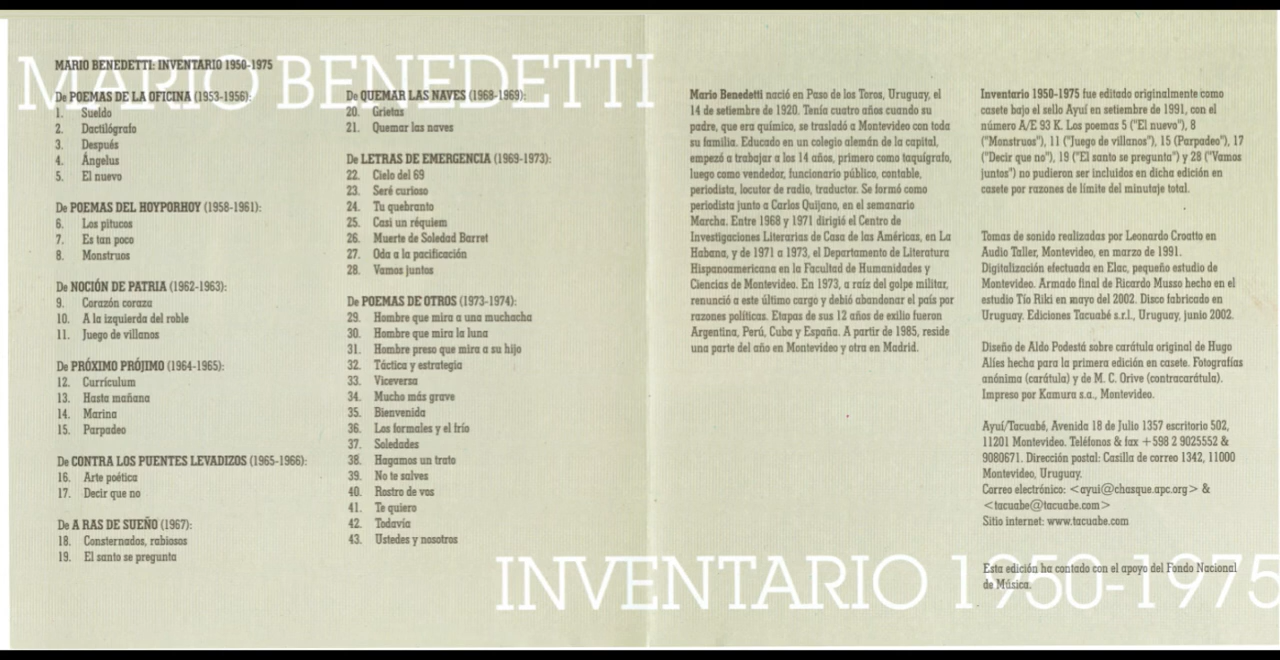 MARIO BENEDETTI
MARIO BENEDETTI: INVENTARIO 1950-1975
De POEMAS DE LA OFICINA (1953-1956):
1. Sueldo
2. Dactilógrafo
3. Después
4. Ángelus
5. El nuevo
De POEMAS DEL HOYPORHOY (1958-1961):
6. Los pitucos
7. Es tan poco
8. Monstruos
De NOCIÓN DE PATRIA (1962-1963):
9. Corazón coraza
10. A la izquierda del roble
11. Juego de villanos
De PRÓXIMO PRÓJIMO (1964-1965):
12. Currículum
13. Hasta mañana
14. Marina
15. Parpadeo
De CONTRA LOS PUENTES LEVADIZOS (1965-1966):
16. Arte poética
17. Decir que no
De A RAS DE SUEÑO (1967):
18. Consternados, rabiosos
19. El santo se pregunta
De QUEMAR LAS NAVES (1968-1969):
20. Grietas
21. Quemar las naves
De LETRAS DE EMERGENCIA (1969-1973):
22. Cielo del 69
23. Seré curioso
24. Tu quebranto
25. Casi un réquiem
26. Muerte de Soledad Barret
27. Oda a la pacificación
28. Vamos juntos
De POEMAS DE OTROS (1973-1974):
29. Hombre que mira a una muchacha
30. Hombre que mira la luna
31. Hombre preso que mira a su hijo
32. Táctica y estrategia
33. Viceversa
34. Mucho más grave
35. Bienvenida
36. Los formales y el frío
37. Soledades
38. Hagamos un trato
39. No te salves
40. Rostro de vos
41. Te quiero
42. Todavía
43. Ustedes y nosotros
Mario Benedetti nació en Paso de los Toros, Uruguay, el
14 de setiembre de 1920. Tenía cuatro años cuando su
padre, que era químico, se trasladó a Montevideo con toda
su familia. Educado en un colegio alemán de la capital,
empezó a trabajar a los 14 años, primero como taquígrafo,
luego como vendedor, funcionario público, contable,
periodista, locutor de radio, traductor. Se formó como
periodista junto a Carlos Quijano, en el semanario
Marcha. Entre 1968 y 1971 dirigió el Centro de
Investigaciones Literarias de Casa de las Américas, en La
Habana, y de 1971 a 1973, el Departamento de Literatura
Hispanoamericana en la Facultad de Humanidades y
Ciencias de Montevideo. En 1973, a raíz del golpe militar,
renunció a este último cargo y debió abandonar el país por
razones políticas. Etapas de sus 12 años de exilio fueron
Argentina, Perú, Cuba y España. A partir de 1985, reside
una parte del año en Montevideo y otra en Madrid.
Inventario 1950-1975 fue editado originalmente como
casete bajo el sello Ayuí en setiembre de 1991, con el
número A/E 93 K. Los poemas 5 ("El nuevo"), 8
("Monstruos"), 11 ("Juego de villanos"), 15 (Parpadeo"), 17
("Decir que no"), 19 ("El santo se pregunta") y 28 ("Vamos
juntos") no pudieron ser incluidos en dicha edición en
casete por razones de límite del minutaje total.
Tomas de sonido realizadas por Leonardo Croatto en
Audio Taller, Montevideo, en marzo de 1991.
Digitalización efectuada en Elac, pequeño estudio de
Montevideo. Armado final de Ricardo Musso hecho en el
estudio Tío Riki en mayo del 2002. Disco fabricado en
Uruguay. Ediciones Tacuabé s.r.l., Uruguay, junio 2002.
Diseño de Aldo Podestá sobre carátula original de Hugo
Alíes hecha para la primera edición en casete. Fotografías
anónima (carátula) y de M. C. Orive (contracarátula).
Impreso por Kamura s.a., Montevideo.
Ayuí/Tacuabé, Avenida 18 de Julio 1357 escritorio 502,
11201 Montevideo. Teléfonos & fax +598 2 9025552 &
9080671. Dirección postal: Casilla de correo 1342, 11000
Montevideo, Uruguay.
Correo electrónico: <ayui@chasque.apc.org> &
<tacuabe@tacuabe.com>
Sitio internet: www.tacuabe.com
Esta edición ha contado con el apoyo del Fondo Nacional
de Música.
INVENTARIO 1950-1975